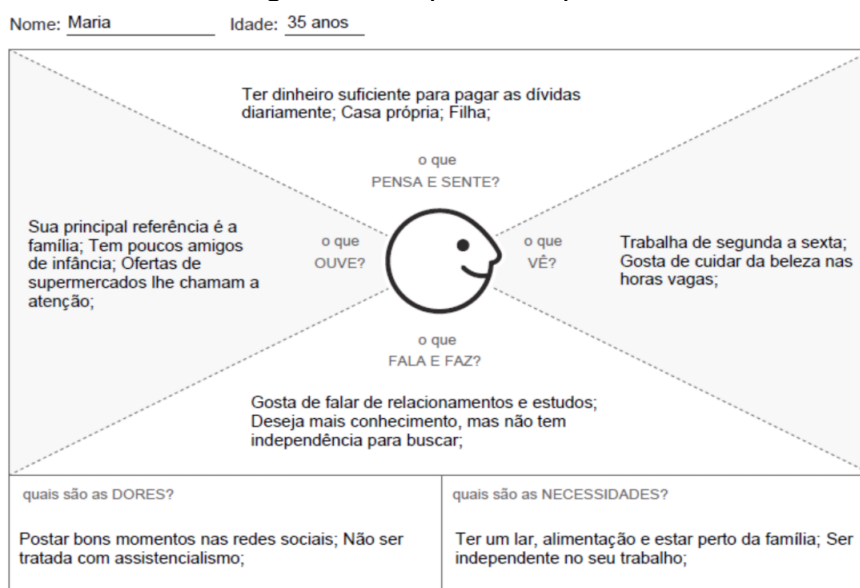 Nome: Maria
Idade: 35 anos
Ter dinheiro suficiente para pagar as dívidas
diariamente; Casa própria; Filha;
o que
PENSA E SENTE?
Sua principal referência é a
família; Tem poucos amigos
de infância; Ofertas de
supermercados lhe chamam a
atenção;
o que
OUVE?
o que
VÊ?
Trabalha de segunda a sexta;
Gosta de cuidar da beleza nas
horas vagas;
o que
FALA E FAZ?
Gosta de falar de relacionamentos e estudos;
Deseja mais conhecimento, mas não tem
independência para buscar;
quais são as DORES?
Postar bons momentos nas redes sociais; Não ser
tratada com assistencialismo;
quais são as NECESSIDADES?
Ter um lar, alimentação e estar perto da família; Ser
independente no seu trabalho;